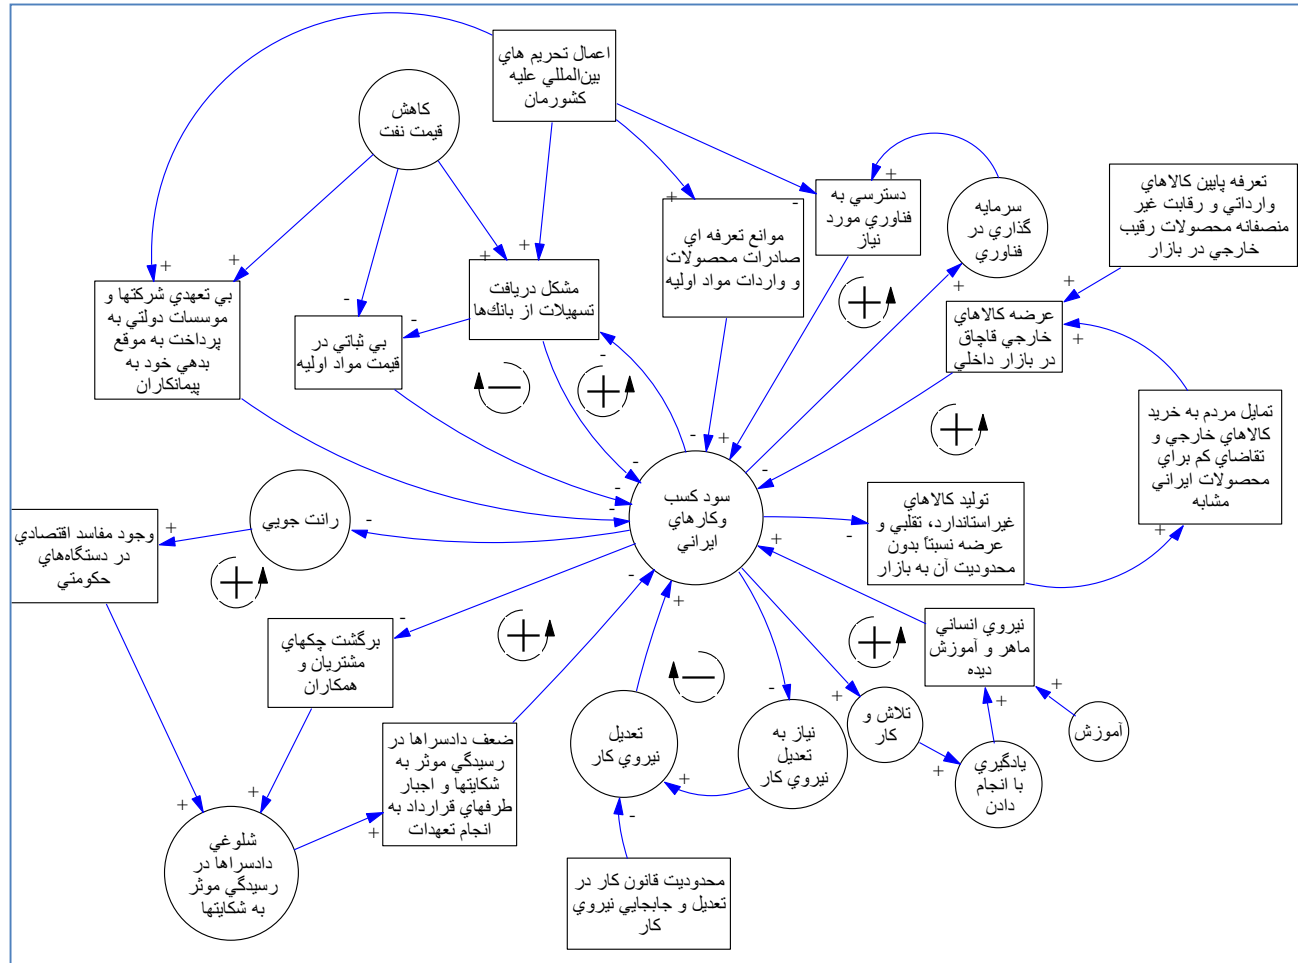 اعمال تحريم هاي
بين‌المللي عليه
كشورمان
كاهش
قيمت نفت
دسترسي به
فناوري مورد
نياز
سرمايه
گذاري در
فناوري
تعرفه پايين كالاهاي
وارداتي و رقابت غير
منصفانه محصولات رقيب
خارجي در بازار
موانع تعرفه اي
صادرات محصولات
و واردات مواد اوليه
مشكل دريافت
تسهيلات از بانك‌ها
بي تعهدي شركتها و
موسسات دولتي به
پرداخت به موقع
بدهي خود به
پيمانكاران
بي ثباتي در
قيمت مواد اوليه
عرضه كالاهاي
خارجي قاچاق
در بازار داخلي
تمايل مردم به خريد
كالاهاي خارجي و
تقاضاي كم براي
محصولات ايراني
مشابه
سود كسب
وكارهاي
ايراني
توليد كالاهاي
غيراستاندارد، تقلبي و
عرضه نسبتاً بدون
محدوديت آن به بازار
رانت جويي
وجود مفاسد اقتصادي
در دستگاه‌هاي
حكومتي
برگشت چكهاي
مشتريان و
همكاران
نيروي انساني
ماهر و آموزش
ديده
ضعف دادسراها در
رسيدگي موثر به
شكايتها و اجبار
طرفهاي قرارداد به
انجام تعهدات
تعديل
نيروي كار
نياز به
تعديل
نيروي كار
تلاش و
كار
يادگيري
با انجام
دادن
آموزش
شلوغي
دادسراها در
رسيدگي موثر
به شكايتها
محدوديت قانون كار در
تعديل و جابجايي نيروي
كار